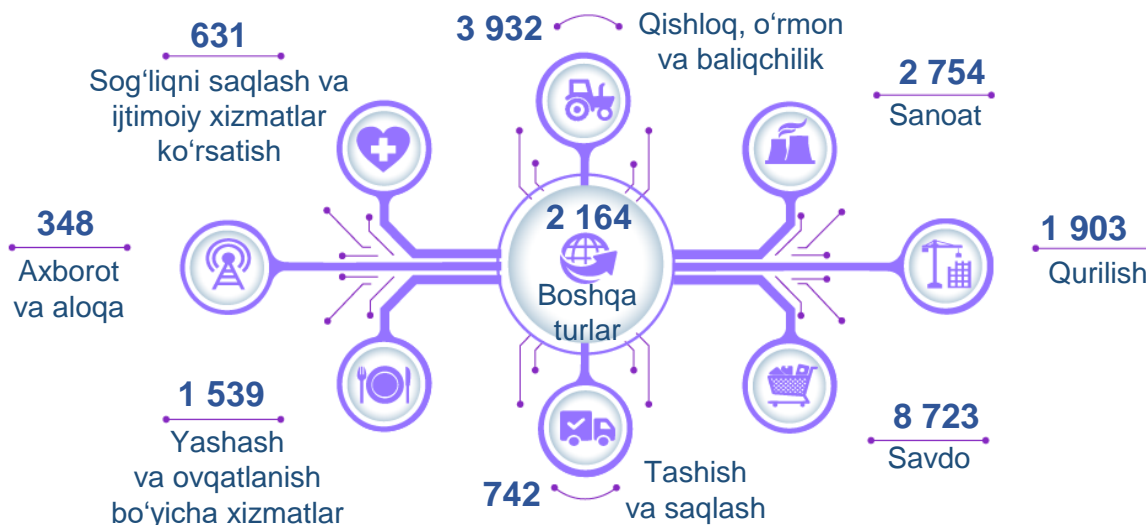 631
Sog‘liqni saqlash va
ijtimoiy xizmatlar
ko‘rsatish
3 932
Qishloq, o‘rmon
va baliqchilik
2 754
Sanoat
348
Axborot
va aloqa
2 164
Boshqa
turlar
1 903
Qurilish
1 539
Yashash
va ovqatlanish
bo‘yicha xizmatlar
742
Tashish
va saqlash
8 723
Savdo